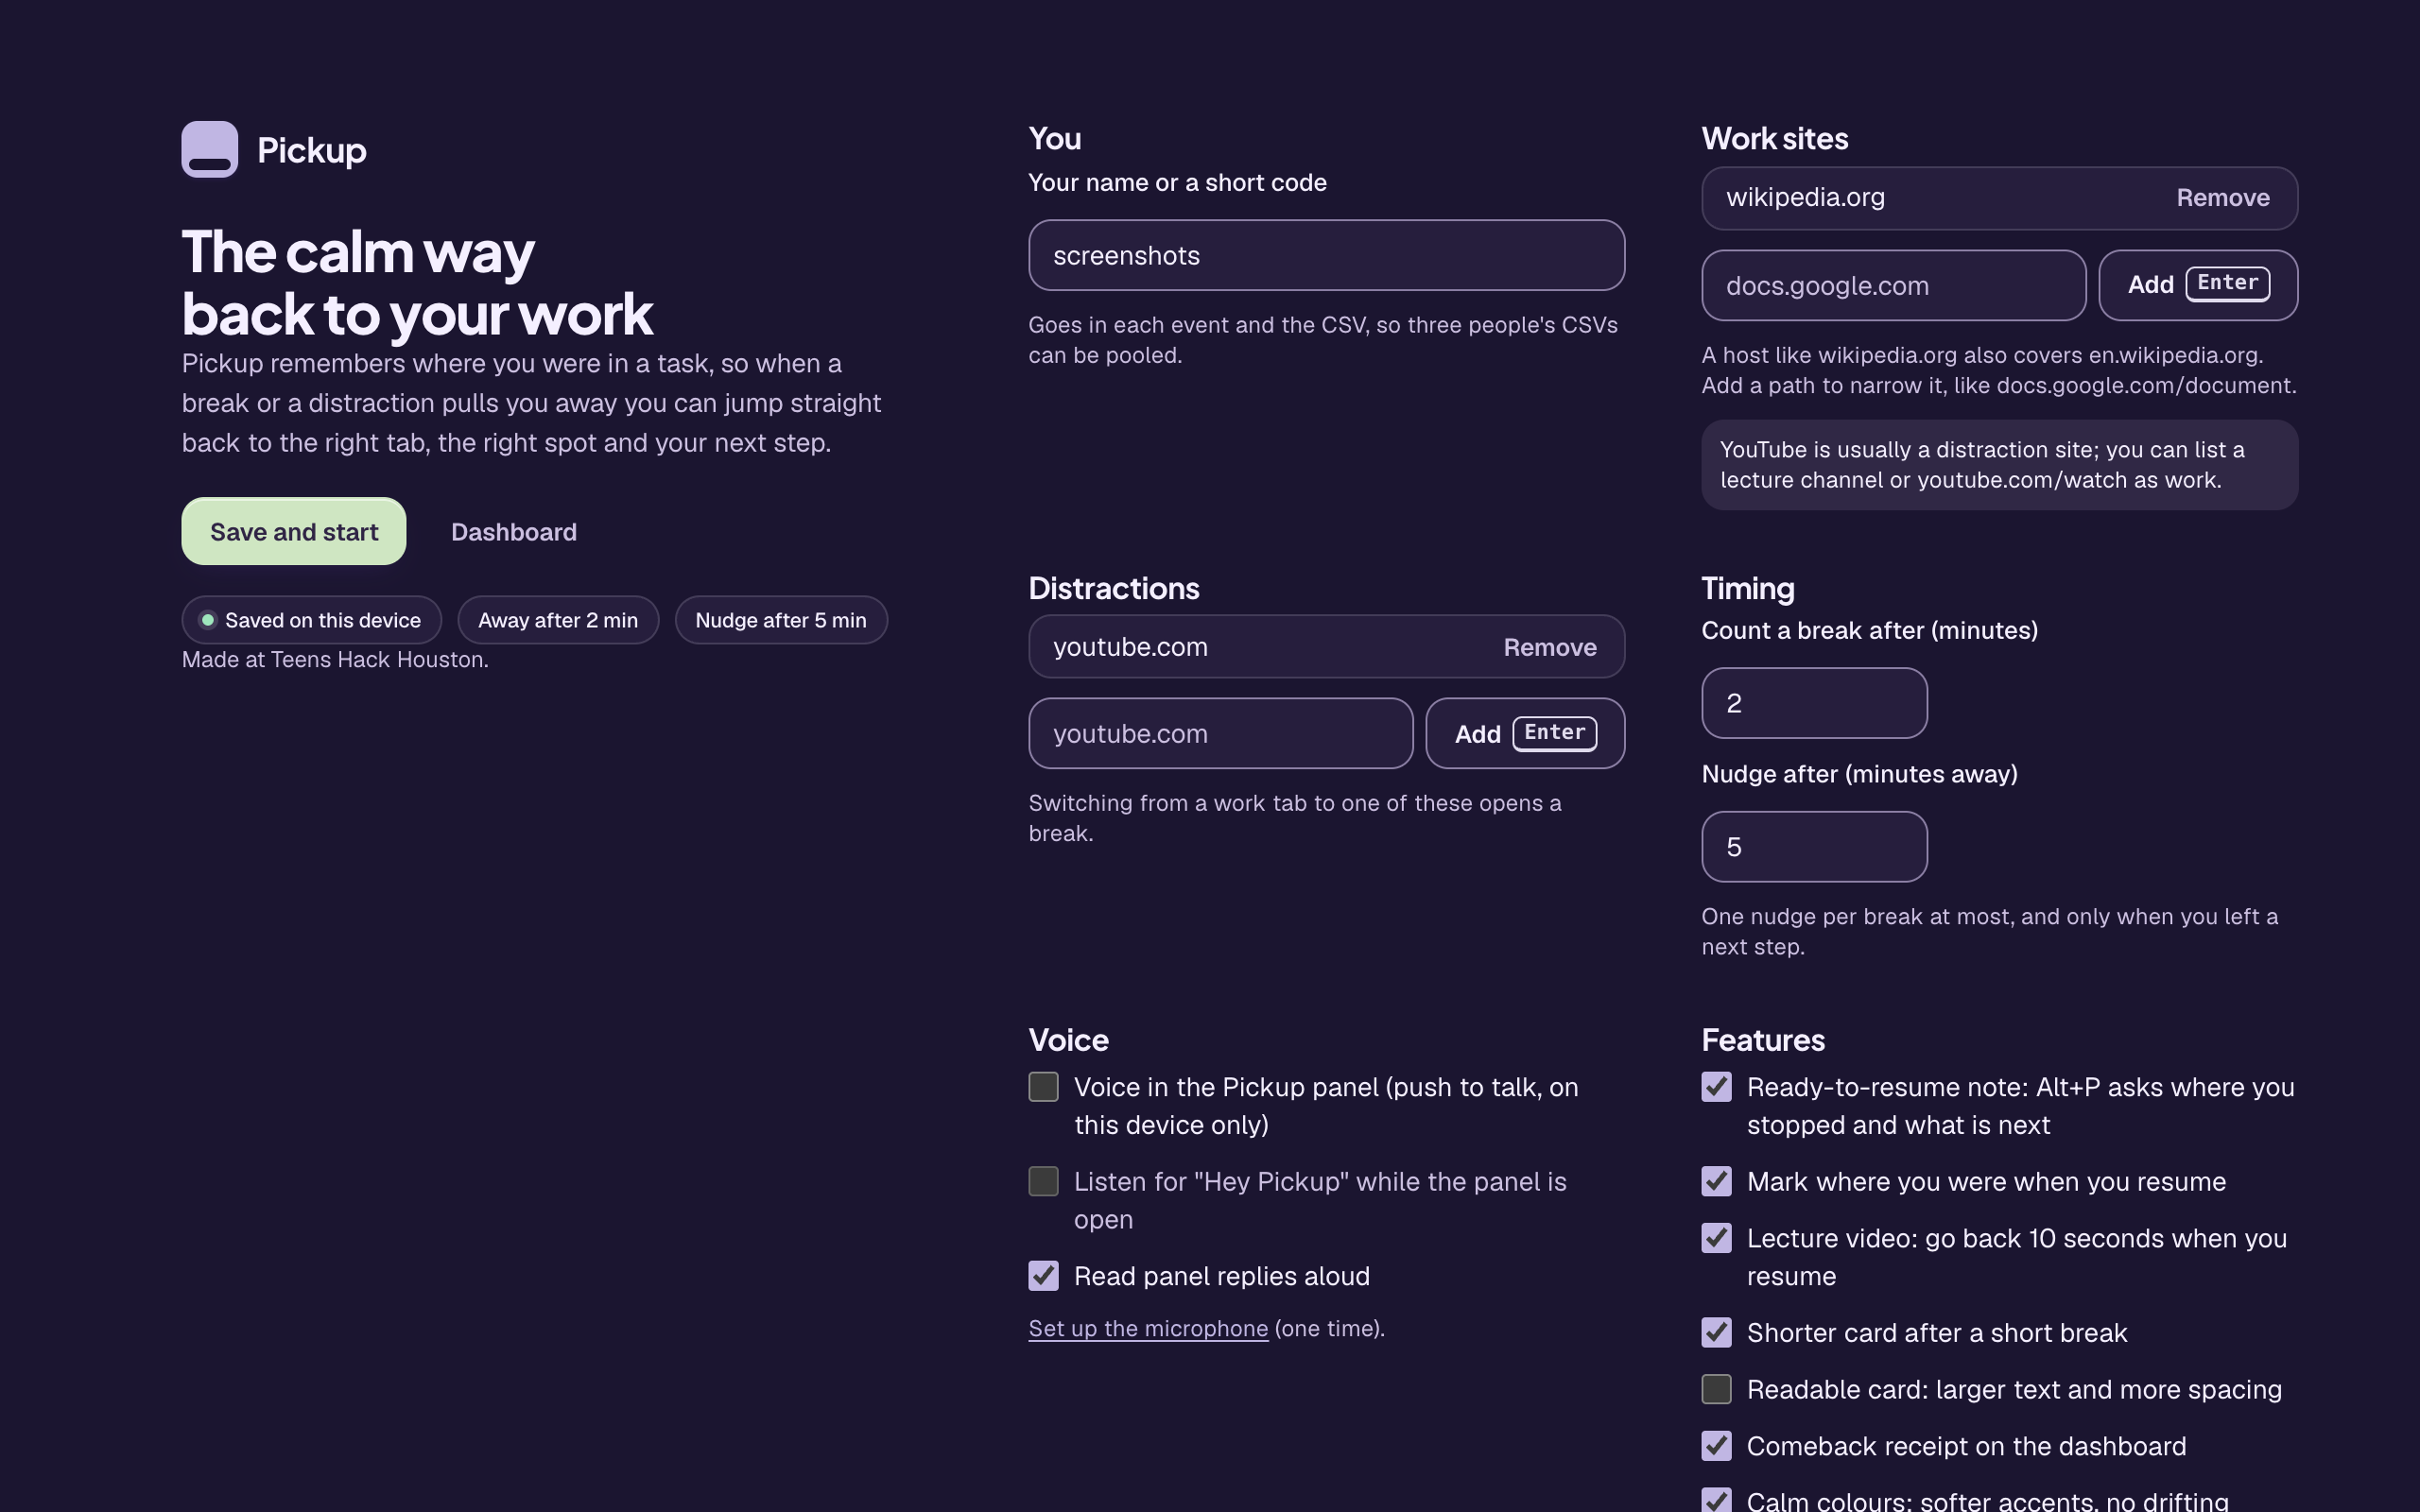 Pickup
The calm way
back to your work
Pickup remembers where you were in a task, so when a
break or a distraction pulls you away you can jump straight
back to the right tab, the right spot and your next step.
Save and start
Dashboard
Saved on this device
Away after 2 min
Nudge after 5 min
Made at Teens Hack Houston.
You
Your name or a short code
screenshots
Goes in each event and the CSV, so three people's CSVs
can be pooled.
Work sites
wikipedia.org
Remove
docs.google.com
Add Enter
A host like wikipedia.org also covers en.wikipedia.org.
Add a path to narrow it, like docs.google.com/document.
YouTube is usually a distraction site; you can list a
lecture channel or youtube.com/watch as work.
Distractions
youtube.com
Remove
youtube.com
Add Enter
Switching from a work tab to one of these opens a
break.
Timing
Count a break after (minutes)
2
Nudge after (minutes away)
5
One nudge per break at most, and only when you left a
next step.
Voice
Voice in the Pickup panel (push to talk, on
this device only)
Listen for "Hey Pickup" while the panel is
open
Read panel replies aloud
Set up the microphone (one time).
Features
Ready-to-resume note: Alt+P asks where you
stopped and what is next
Mark where you were when you resume
Lecture video: go back 10 seconds when you
resume
Shorter card after a short break
Readable card: larger text and more spacing
Comeback receipt on the dashboard
Calm colours: softer accents, no drifting